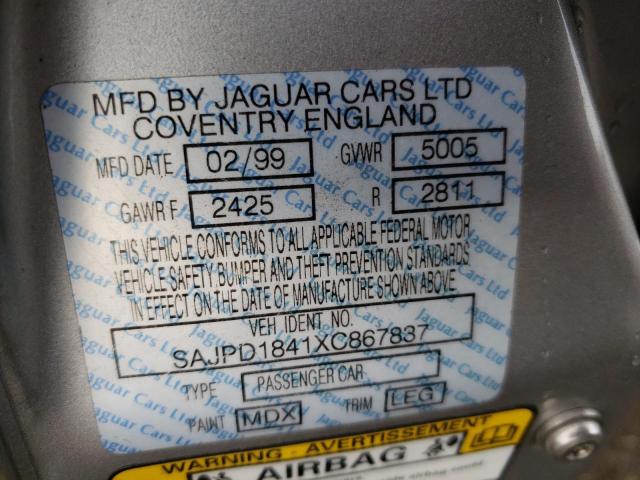 MFD BY JAGUAR CARS LTD
COVENTRY ENGLAND
MFD DATE 02/99 GVWR 5005
GAWR F 2425 R 2811
THIS VEHICLE CONFORMS TO ALL APPLICABLE FEDERAL MOTOR
VEHICLE SAFETY BUMPER AND THEFT PREVENTION STANDARDS
IN EFFECT ON THE DATE OF MANUFACTURE SHOWN ABOVE
VEH IDENT NO.
SAJPD1841XC867837
TYPE PASSENGER CAR
PAINT MDX TRIM LEG
WARNING - AVERTISSEMENT
AIRBAG